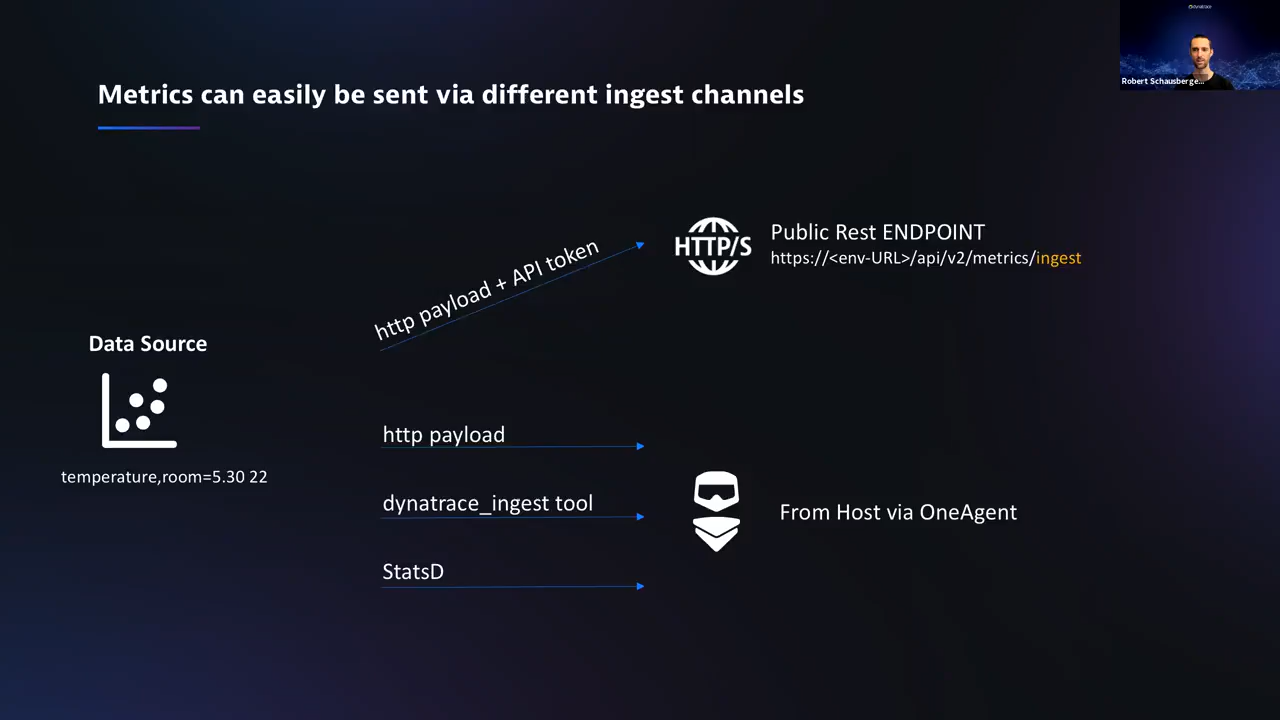 dynatrace
Robert Schausberge...
Metrics can easily be sent via different ingest channels
http payload + API token
HTTP/S
Public Rest ENDPOINT
https://<env-URL>/api/v2/metrics/ingest
Data Source
temperature,room=5.30 22
http payload
dynatrace_ingest tool
StatsD
From Host via OneAgent